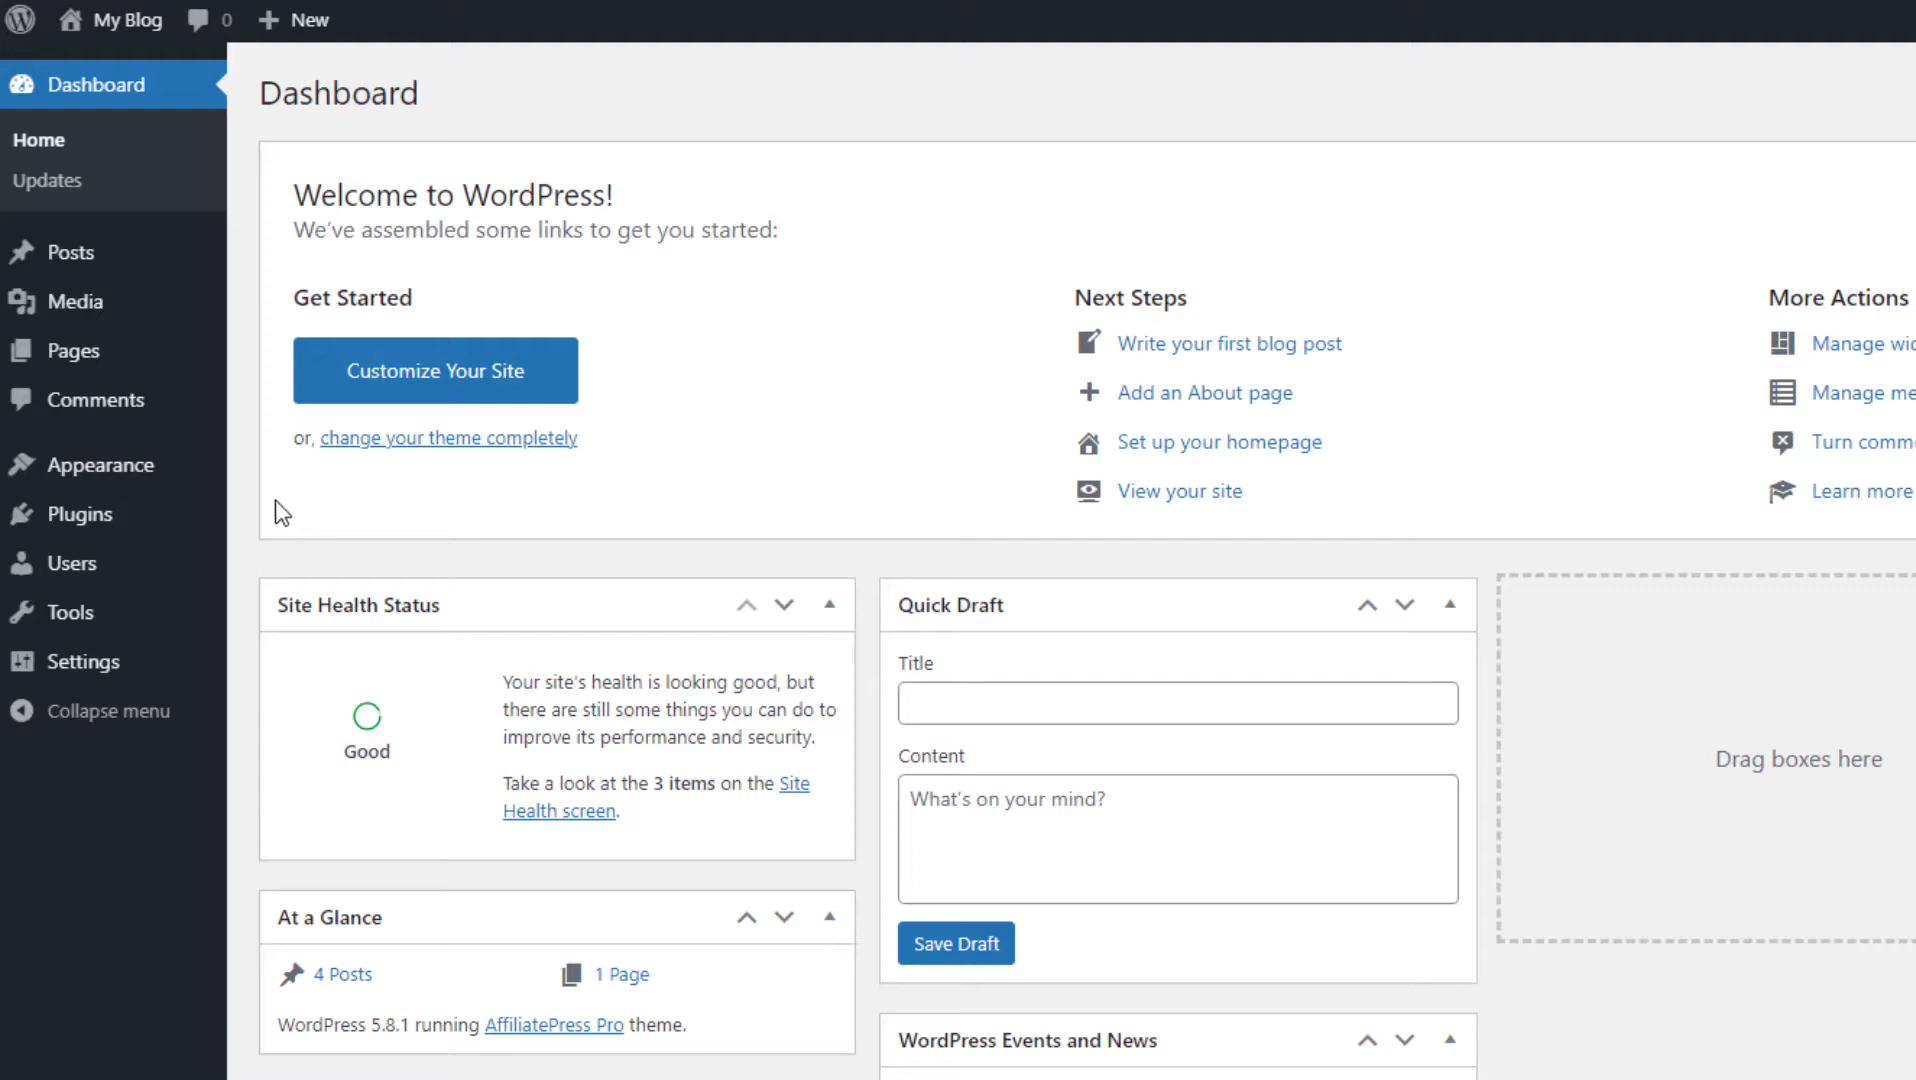 My Blog 0 New
Dashboard
Home
Updates
Posts
Media
Pages
Comments
Appearance
Plugins
Users
Tools
Settings
Collapse menu
Dashboard
Welcome to WordPress!
We've assembled some links to get you started:
Get Started
Customize Your Site
or, change your theme completely
Next Steps
Write your first blog post
Add an About page
Set up your homepage
View your site
More Actions
Manage
Manage
Turn
Learn more
Site Health Status
Good
Your site's health is looking good, but
there are still some things you can do to
improve its performance and security.
Take a look at the 3 items on the Site
Health screen.
At a Glance
4 Posts 1 Page
WordPress 5.8.1 running AffiliatePress Pro theme.
Quick Draft
Title
Content
What's on your mind?
Save Draft
WordPress Events and News
Drag boxes here